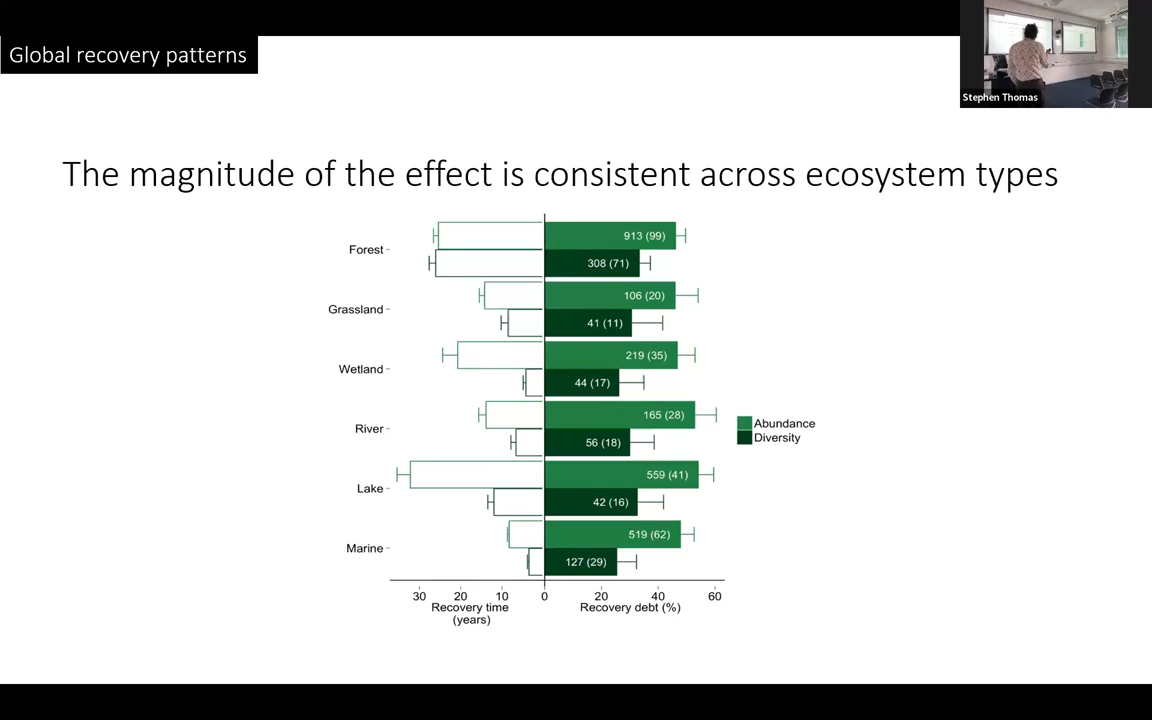 Global recovery patterns
Stephen Thomas
The magnitude of the effect is consistent across ecosystem types
Forest
913 (99)
308 (71)
Grassland
106 (20)
41 (11)
Wetland
219 (35)
44 (17)
River
165 (28)
56 (18)
Lake
559 (41)
42 (16)
Marine
519 (62)
127 (29)
Abundance
Diversity
30 20 10 0 20 40 60
Recovery time
(years)
Recovery debt (%)